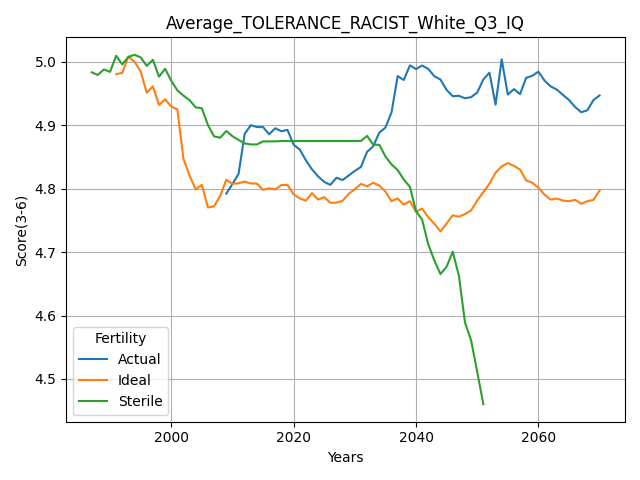 Average_TOLERANCE_RACIST_White_Q3_IQ
Score(3-6)
5.0
4.9
4.8
4.7
4.6
4.5
Fertility
Actual
Ideal
Sterile
2000
2020
2040
2060
Years